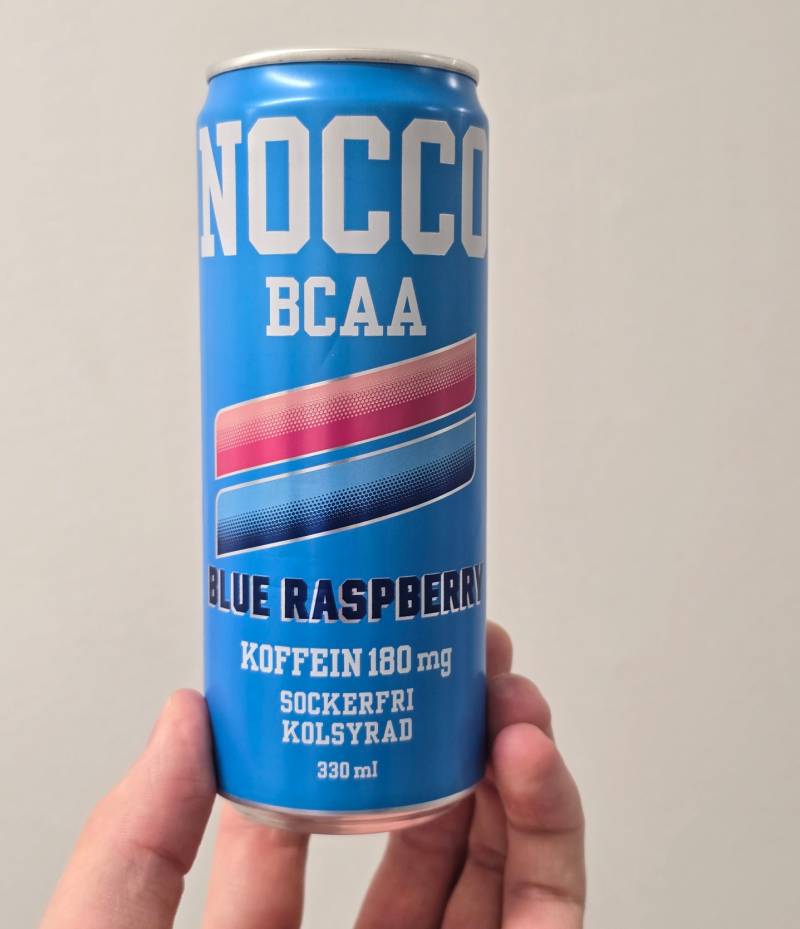 NOCCO
BCAA
BLUE RASPBERRY
KOFFEIN 180 mg
SOCKERFRI
KOLSYRAD
330 ml